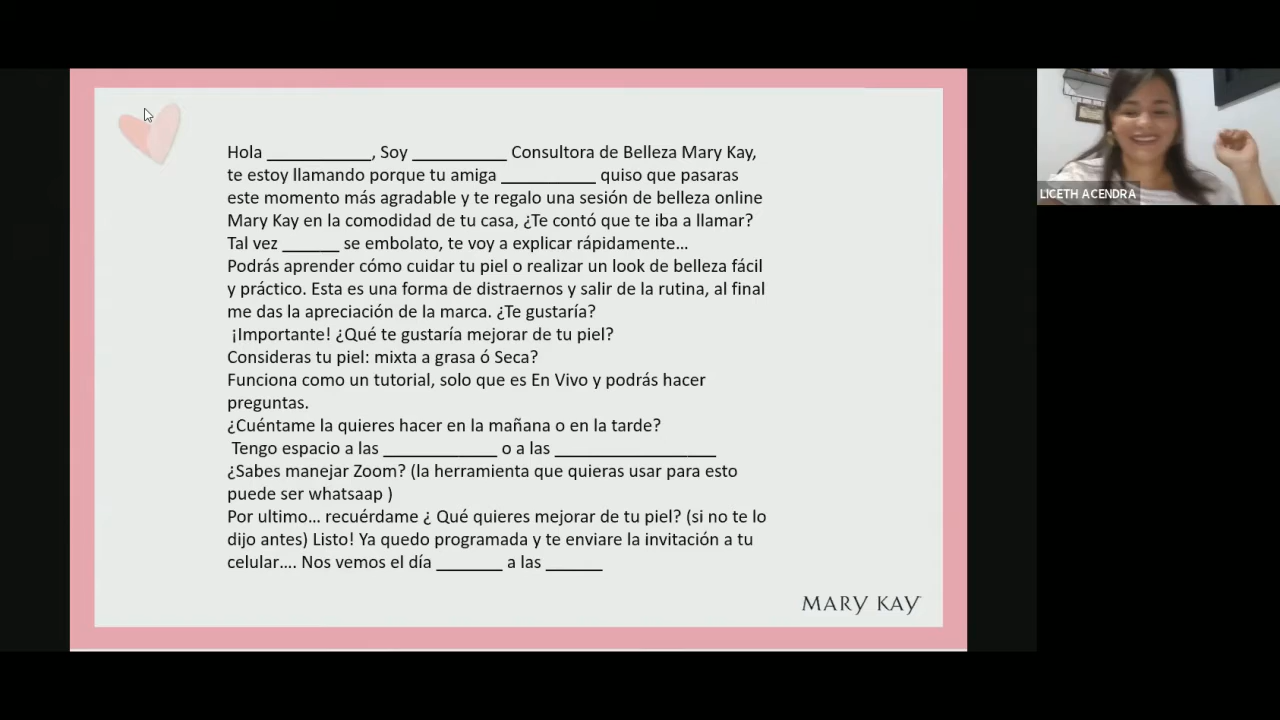 Hola ___________, Soy __________ Consultora de Belleza Mary Kay,
te estoy llamando porque tu amiga __________ quiso que pasaras
este momento más agradable y te regalo una sesión de belleza online
Mary Kay en la comodidad de tu casa, ¿Te contó que te iba a llamar?
Tal vez ______ se embolato, te voy a explicar rápidamente…
Podrás aprender cómo cuidar tu piel o realizar un look de belleza fácil
y práctico. Esta es una forma de distraernos y salir de la rutina, al final
me das la apreciación de la marca. ¿Te gustaría?
¡Importante! ¿Qué te gustaría mejorar de tu piel?
Consideras tu piel: mixta a grasa ó Seca?
Funciona como un tutorial, solo que es En Vivo y podrás hacer
preguntas.
¿Cuéntame la quieres hacer en la mañana o en la tarde?
Tengo espacio a las ____________ o a las _________________
¿Sabes manejar Zoom? (la herramienta que quieras usar para esto
puede ser whatsaap )
Por ultimo… recuérdame ¿ Qué quieres mejorar de tu piel? (si no te lo
dijo antes) Listo! Ya quedo programada y te enviare la invitación a tu
celular…. Nos vemos el día _______ a las ______
MARY KAY
LICETH ACENDRA